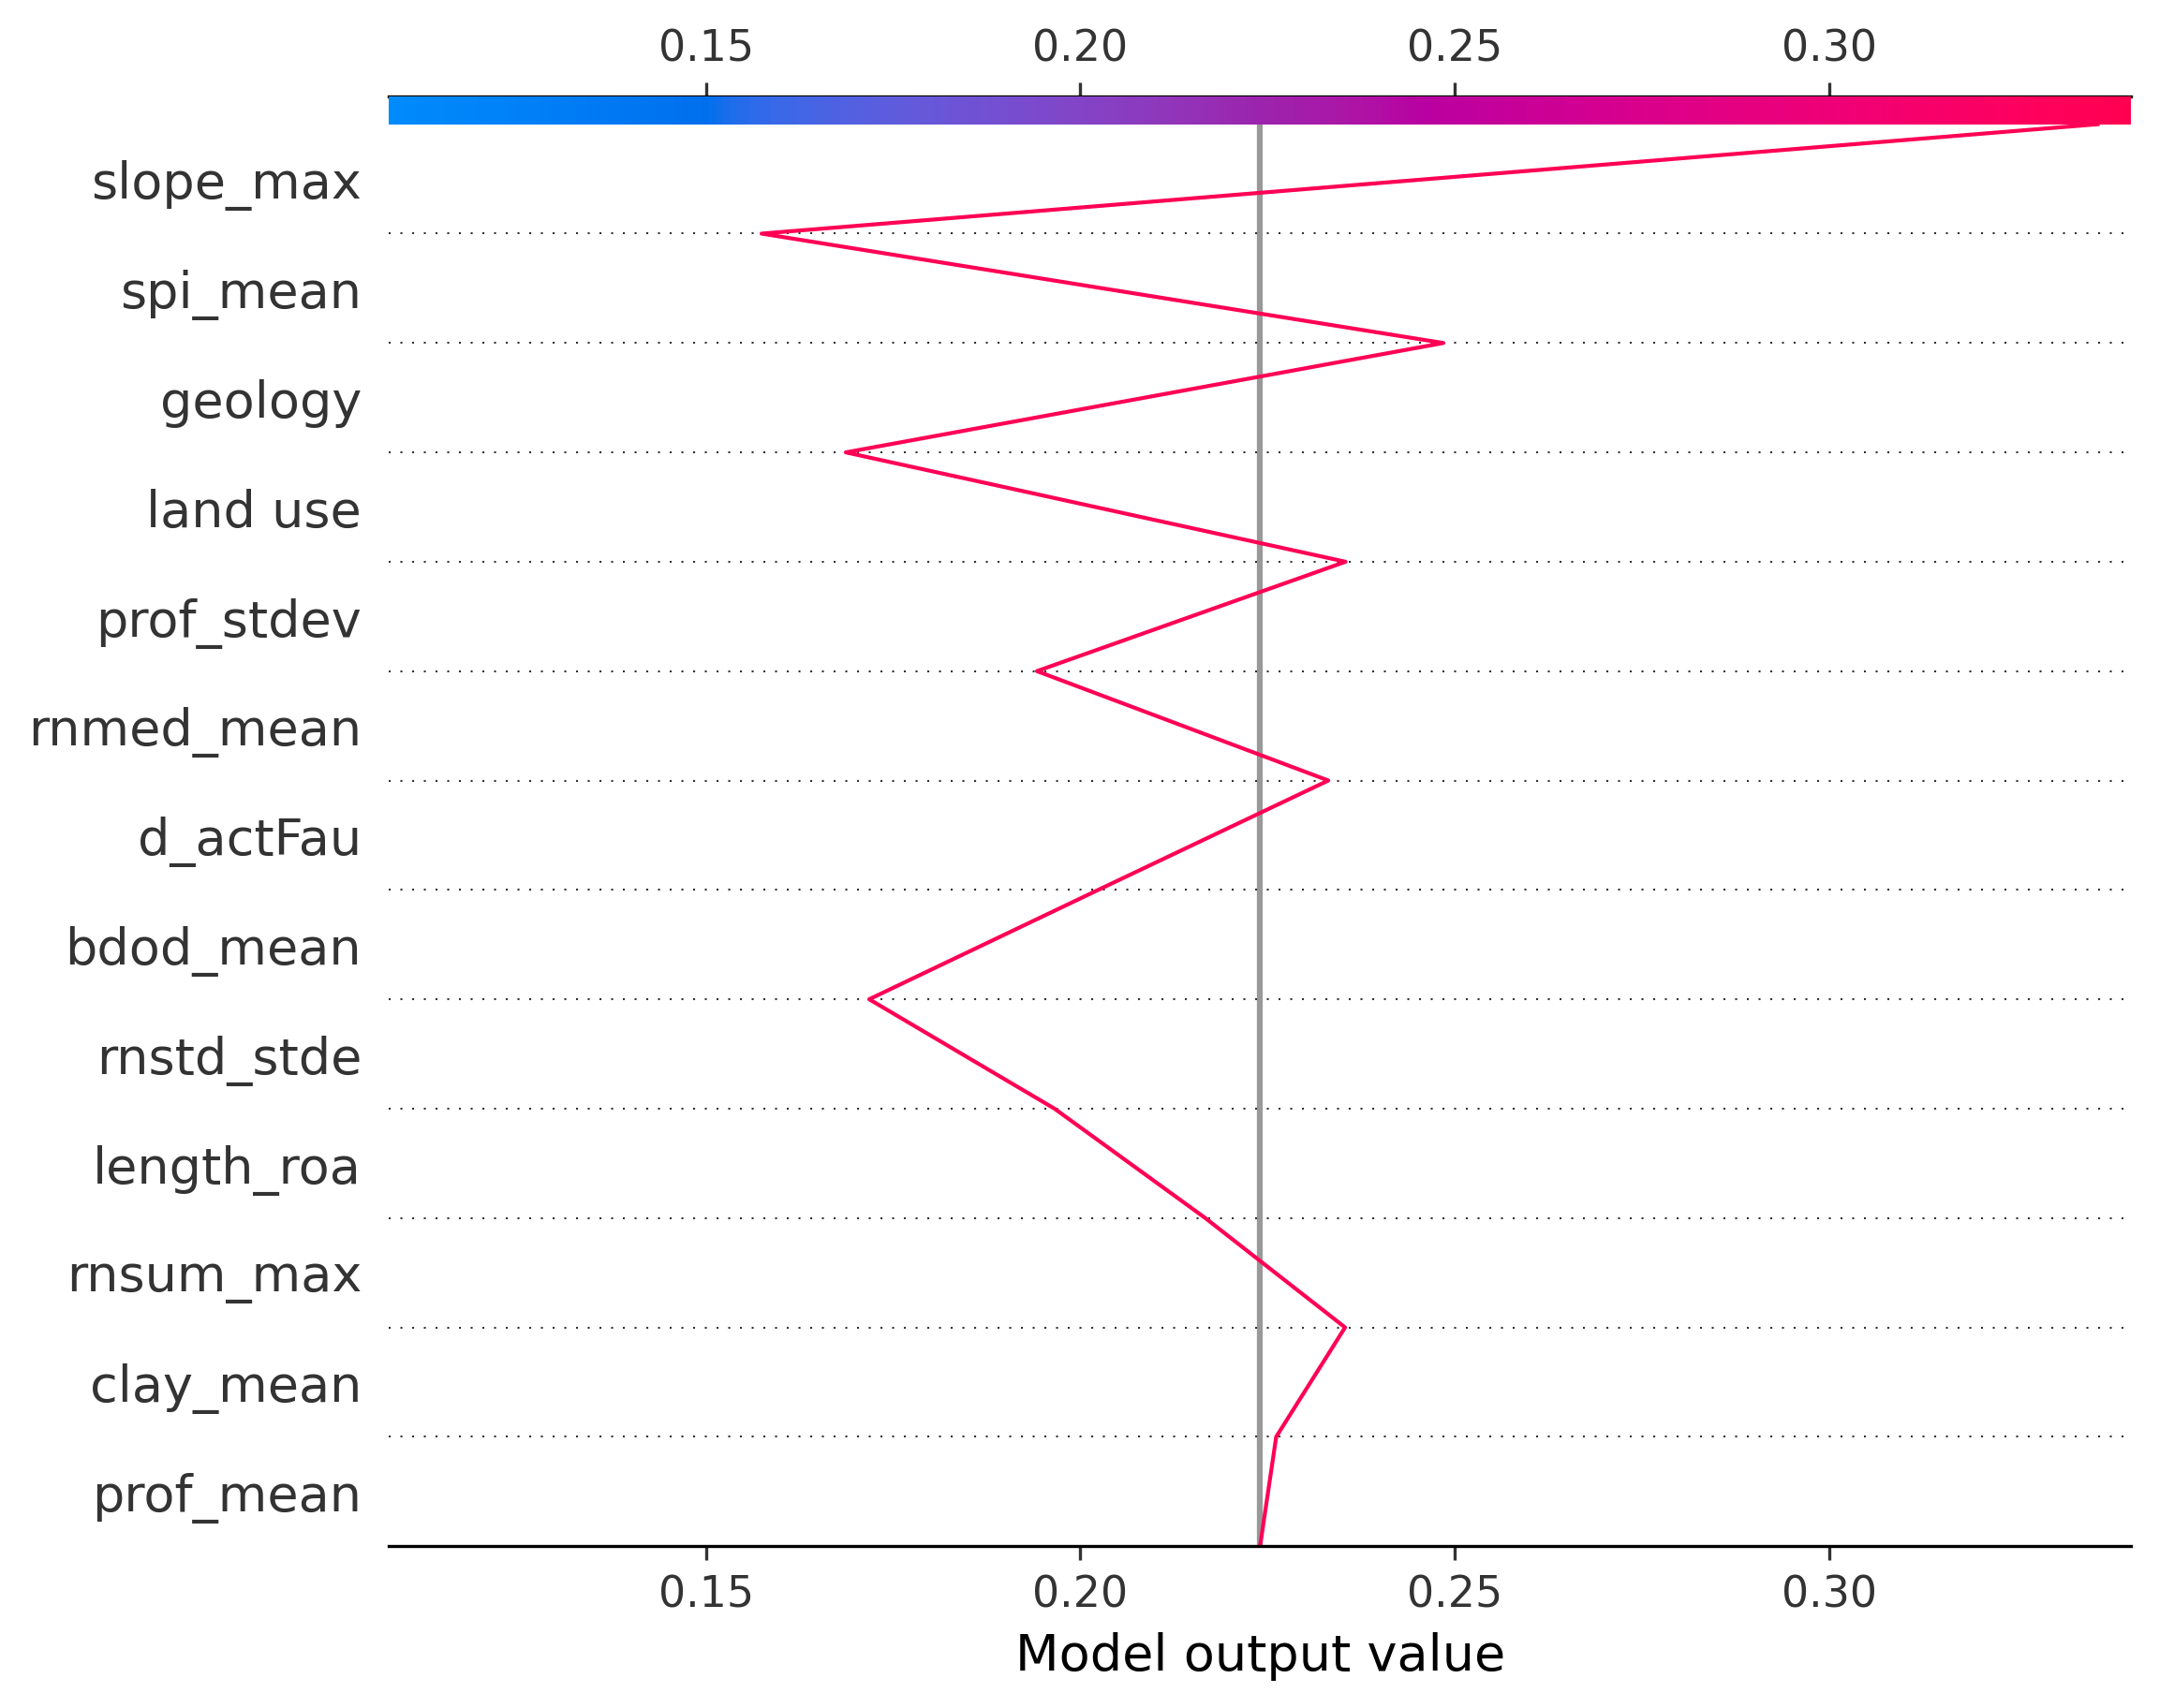 0.15 0.20 0.25 0.30
slope_max
spi_mean
geology
land use
prof_stdev
rnmed_mean
d_actFau
bdod_mean
rnstd_stde
length_roa
rnsum_max
clay_mean
prof_mean
0.15 0.20 0.25 0.30
Model output value